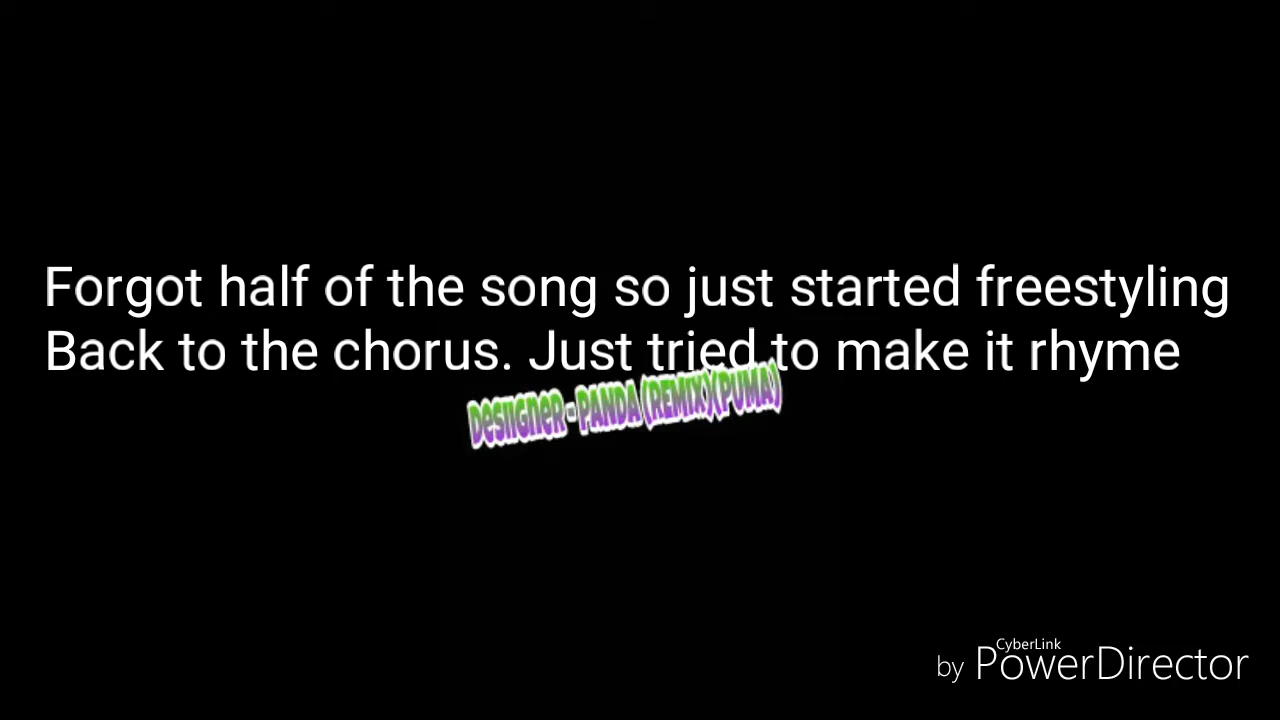 Forgot half of the song so just started freestyling
Back to the chorus. Just tried to make it rhyme
Desiigner - Panda (Remix)(Puma)
CyberLink
by PowerDirector